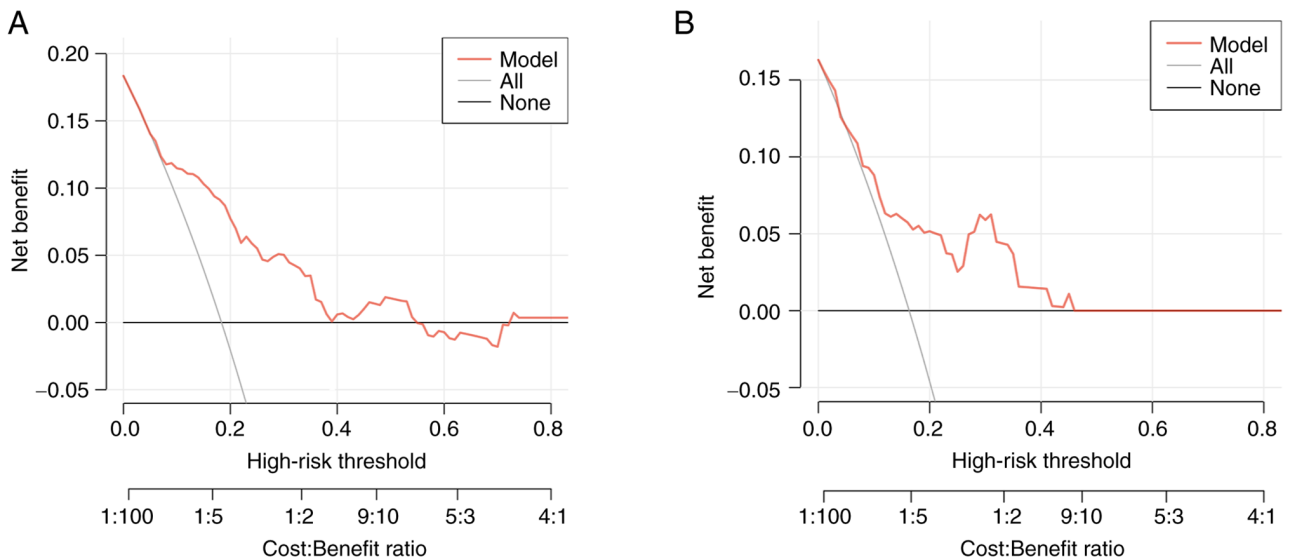 A
Model
All
None
0.20
0.15
0.10
0.05
0.00
−0.05
Net benefit
0.0 0.2 0.4 0.6 0.8
High-risk threshold
1:100 1:5 1:2 9:10 5:3 4:1
Cost:Benefit ratio
B
Model
All
None
0.15
0.10
0.05
0.00
−0.05
Net benefit
0.0 0.2 0.4 0.6 0.8
High-risk threshold
1:100 1:5 1:2 9:10 5:3 4:1
Cost:Benefit ratio